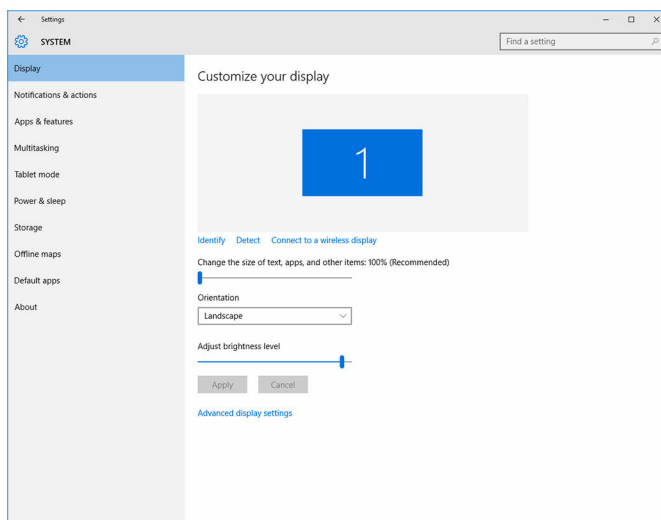 Settings
SYSTEM
Find a setting
Display
Notifications & actions
Apps & features
Multitasking
Tablet mode
Power & sleep
Storage
Offline maps
Default apps
About
Customize your display
1
Identify Detect Connect to a wireless display
Change the size of text, apps, and other items: 100% (Recommended)
Orientation
Landscape
Adjust brightness level
Apply Cancel
Advanced display settings